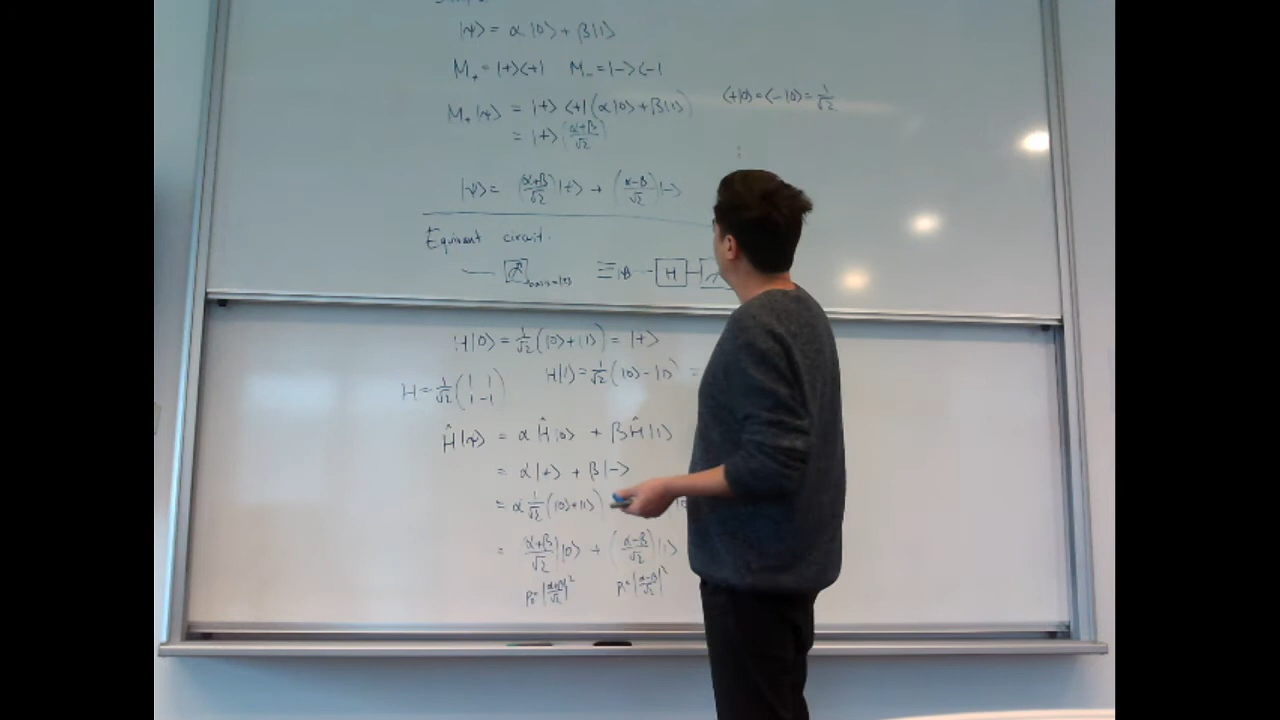 |ψ> = α|0> + β|1>
M₊ = |+><+| M₋ = |-><-|
M₊|ψ> = |+> <+|(α|0> + β|1>) <+|0> = <-|0> = 1/√2
= |+> (α+β/√2)
|ψ> = (α+β/√2)|+> + (α-β/√2)|->
Equivant circuit.
basis=|±> ≡ H
H|0> = 1/√2 (|0> + |1>) = |+>
H|1> = 1/√2 (|0> - |1>) =
H = 1/√2 (1 1
1 -1)
Ĥ|ψ> = α Ĥ|0> + β Ĥ|1>
= α|+> + β|->
= α 1/√2 (|0> + |1>)
= (α+β/√2)|0> + (α-β/√2)|1>
P₀ = |α+β/√2|² P₁ = |α-β/√2|²